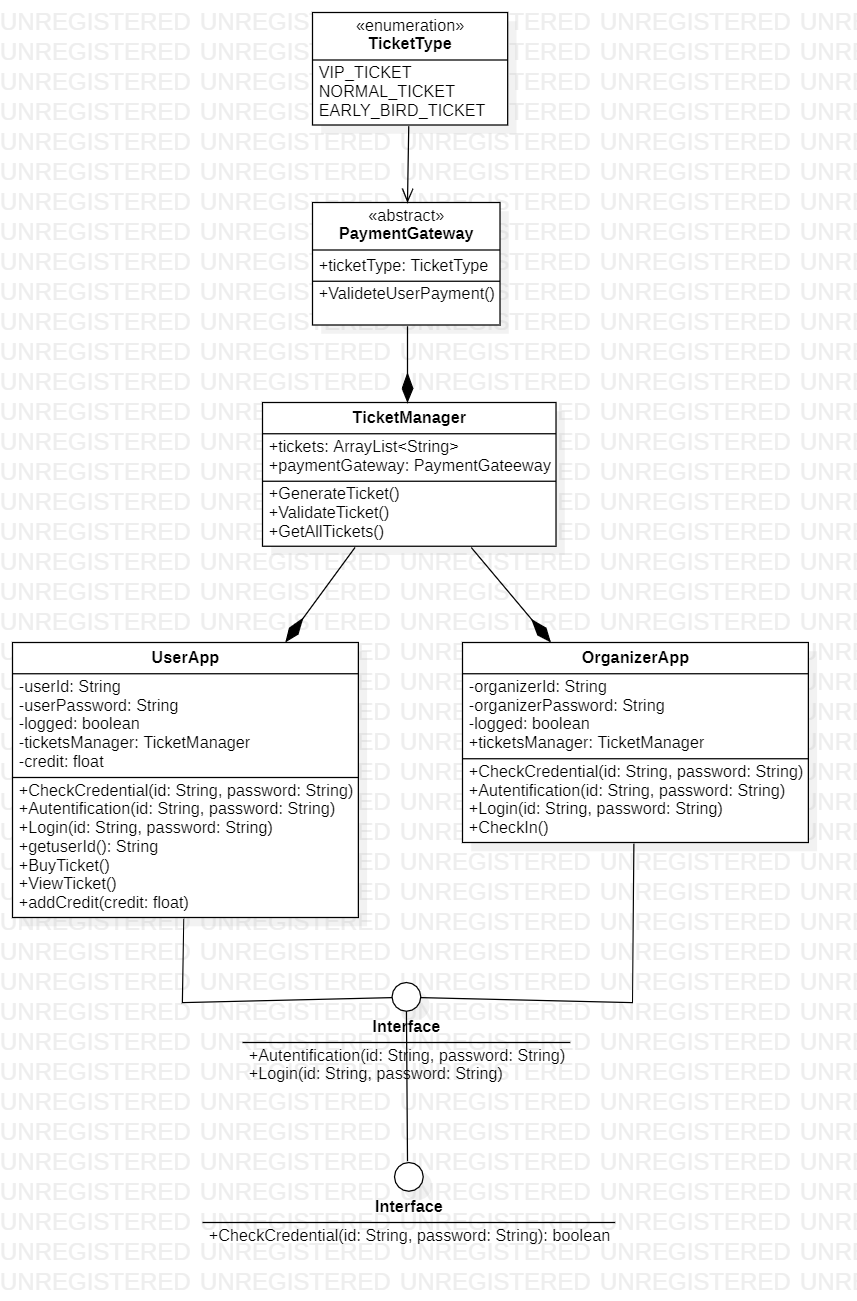 «enumeration»
TicketType
VIP_TICKET
NORMAL_TICKET
EARLY_BIRD_TICKET
«abstract»
PaymentGateway
+ticketType: TicketType
+ValideteUserPayment()
TicketManager
+tickets: ArrayList<String>
+paymentGateway: PaymentGateeway
+GenerateTicket()
+ValidateTicket()
+GetAllTickets()
UserApp
-userId: String
-userPassword: String
-logged: boolean
-ticketsManager: TicketManager
-credit: float
+CheckCredential(id: String, password: String)
+Autentification(id: String, password: String)
+Login(id: String, password: String)
+getuserId(): String
+BuyTicket()
+ViewTicket()
+addCredit(credit: float)
OrganizerApp
-organizerId: String
-organizerPassword: String
-logged: boolean
+ticketsManager: TicketManager
+CheckCredential(id: String, password: String)
+Autentification(id: String, password: String)
+Login(id: String, password: String)
+CheckIn()
Interface
+Autentification(id: String, password: String)
+Login(id: String, password: String)
Interface
+CheckCredential(id: String, password: String): boolean
UNREGISTERED